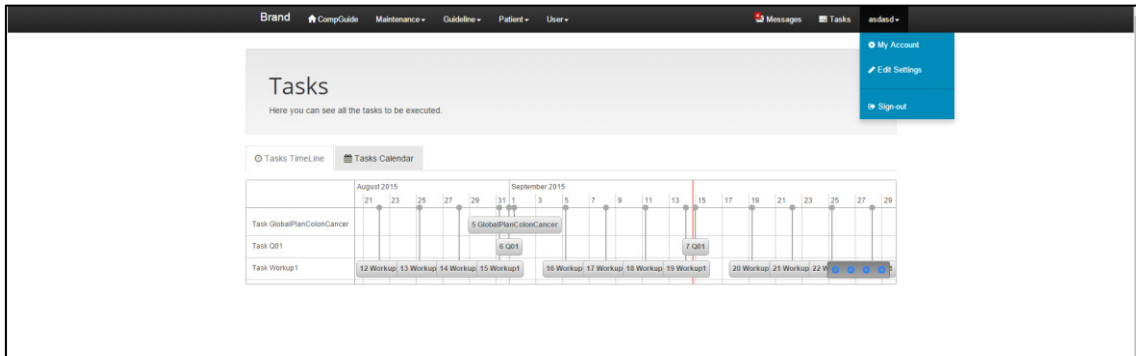 Brand CompGuide Maintenance Guideline Patient User Messages Tasks asdasd
My Account
Edit Settings
Sign-out
Tasks
Here you can see all the tasks to be executed.
Tasks TimeLine Tasks Calendar
August 2015 September 2015
21 23 25 27 29 31 1 3 5 7 9 11 13 15 17 19 21 23 25 27 29
Task GlobalPlanColonCancer 5 GlobalPlanColonCancer
Task Q01 6 Q01 7 Q01
Task Workup1 12 Workup 13 Workup 14 Workup 15 Workup1 16 Workup 17 Workup 18 Workup 19 Workup1 20 Workup 21 Workup 22 W